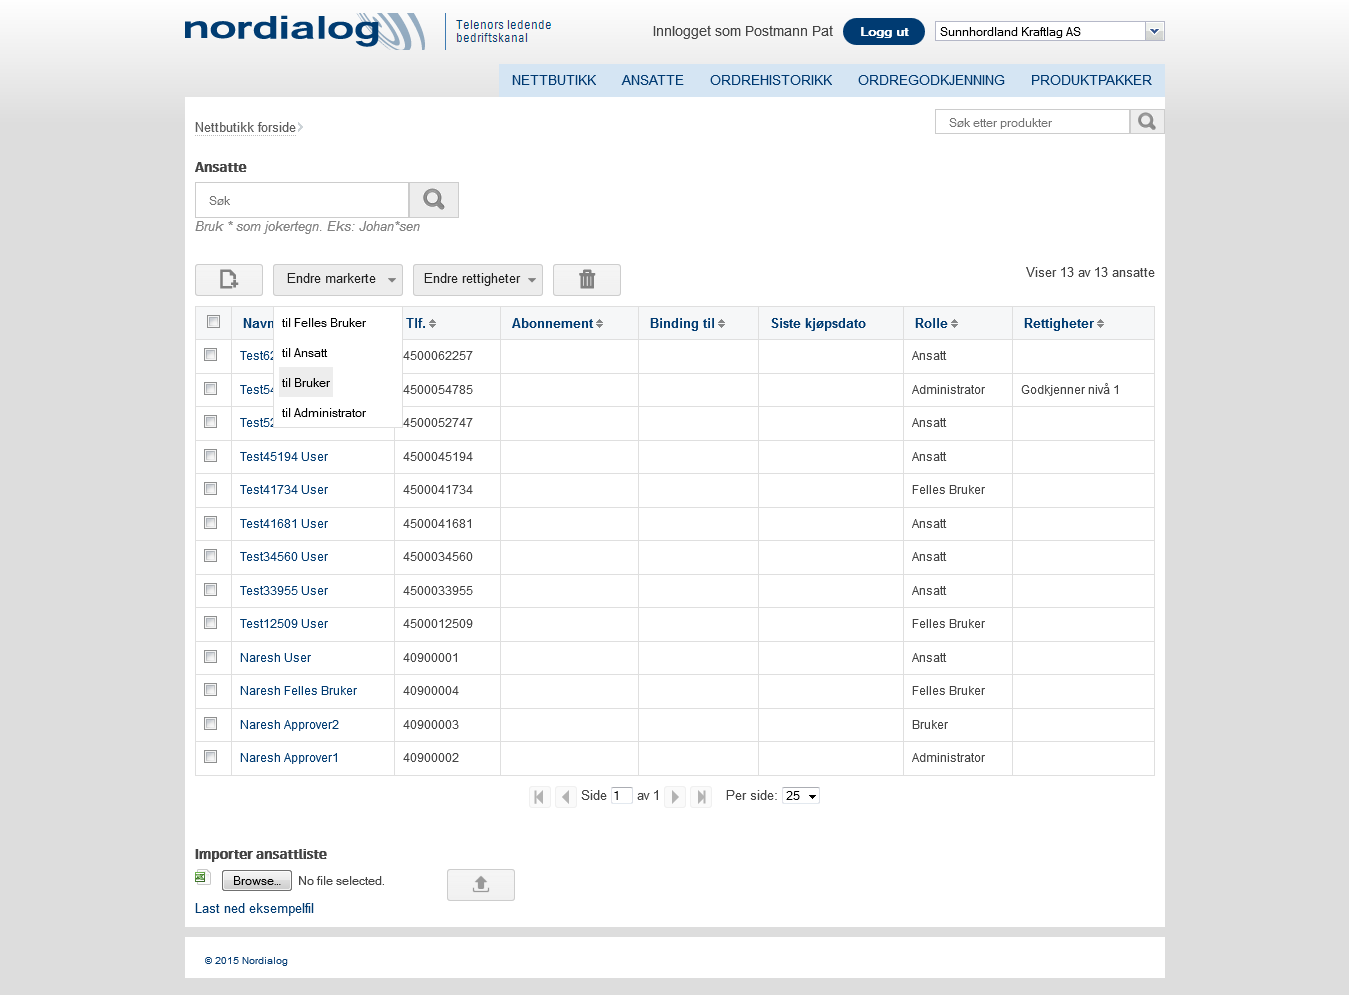 nordialog
Telenors ledende
bedriftskanal
Innlogget som Postmann Pat
Logg ut
Sunnhordland Kraftlag AS
NETTBUTIKK ANSATTE ORDREHISTORIKK ORDREGODKJENNING PRODUKTPAKKER
Nettbutikk forside
Søk etter produkter
Ansatte
Søk
Bruk * som jokertegn. Eks: Johan*sen
Endre markerte Endre rettigheter
Viser 13 av 13 ansatte
Navn Tlf. Abonnement Binding til Siste kjøpsdato Rolle Rettigheter
til Felles Bruker
til Ansatt
til Bruker
til Administrator
Test62 4500062257 Ansatt
Test54 4500054785 Administrator Godkjenner nivå 1
Test52 4500052747 Ansatt
Test45194 User 4500045194 Ansatt
Test41734 User 4500041734 Felles Bruker
Test41681 User 4500041681 Ansatt
Test34560 User 4500034560 Ansatt
Test33955 User 4500033955 Ansatt
Test12509 User 4500012509 Felles Bruker
Naresh User 40900001 Ansatt
Naresh Felles Bruker 40900004 Felles Bruker
Naresh Approver2 40900003 Bruker
Naresh Approver1 40900002 Administrator
Side 1 av 1 Per side: 25
Importer ansattliste
Browse... No file selected.
Last ned eksempelfil
© 2015 Nordialog